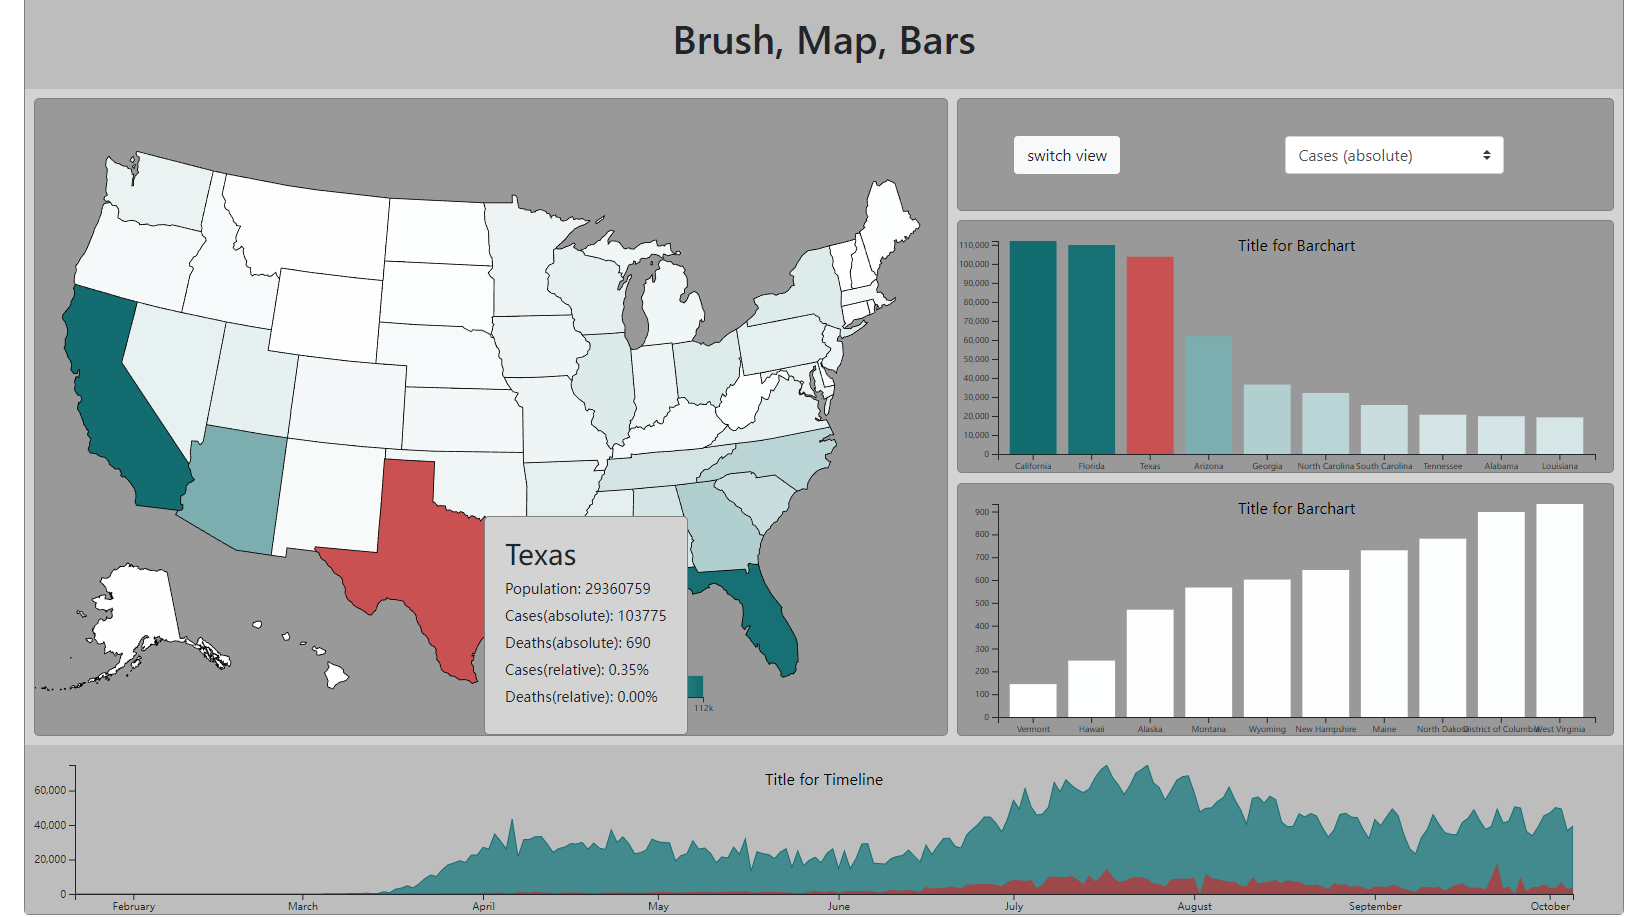 Brush, Map, Bars
switch view
Cases (absolute)
Title for Barchart
110,000
100,000
90,000
80,000
70,000
60,000
50,000
40,000
30,000
20,000
10,000
0
California Florida Texas Arizona Georgia North Carolina South Carolina Tennessee Alabama Louisiana
Texas
Population: 29360759
Cases(absolute): 103775
Deaths(absolute): 690
Cases(relative): 0.35%
Deaths(relative): 0.00%
112k
Title for Barchart
900
800
700
600
500
400
300
200
100
0
Vermont Hawaii Alaska Montana Wyoming New Hampshire Maine North Dakota District of Columbia West Virginia
Title for Timeline
60,000
40,000
20,000
0
February March April May June July August September October